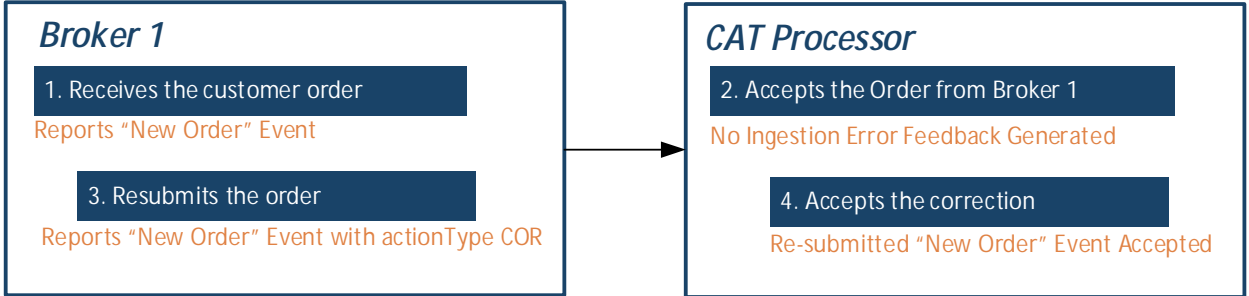 Broker 1
1. Receives the customer order
Reports “New Order” Event
3. Resubmits the order
Reports “New Order” Event with actionType COR
CAT Processor
2. Accepts the Order from Broker 1
No Ingestion Error Feedback Generated
4. Accepts the correction
Re-submitted “New Order” Event Accepted